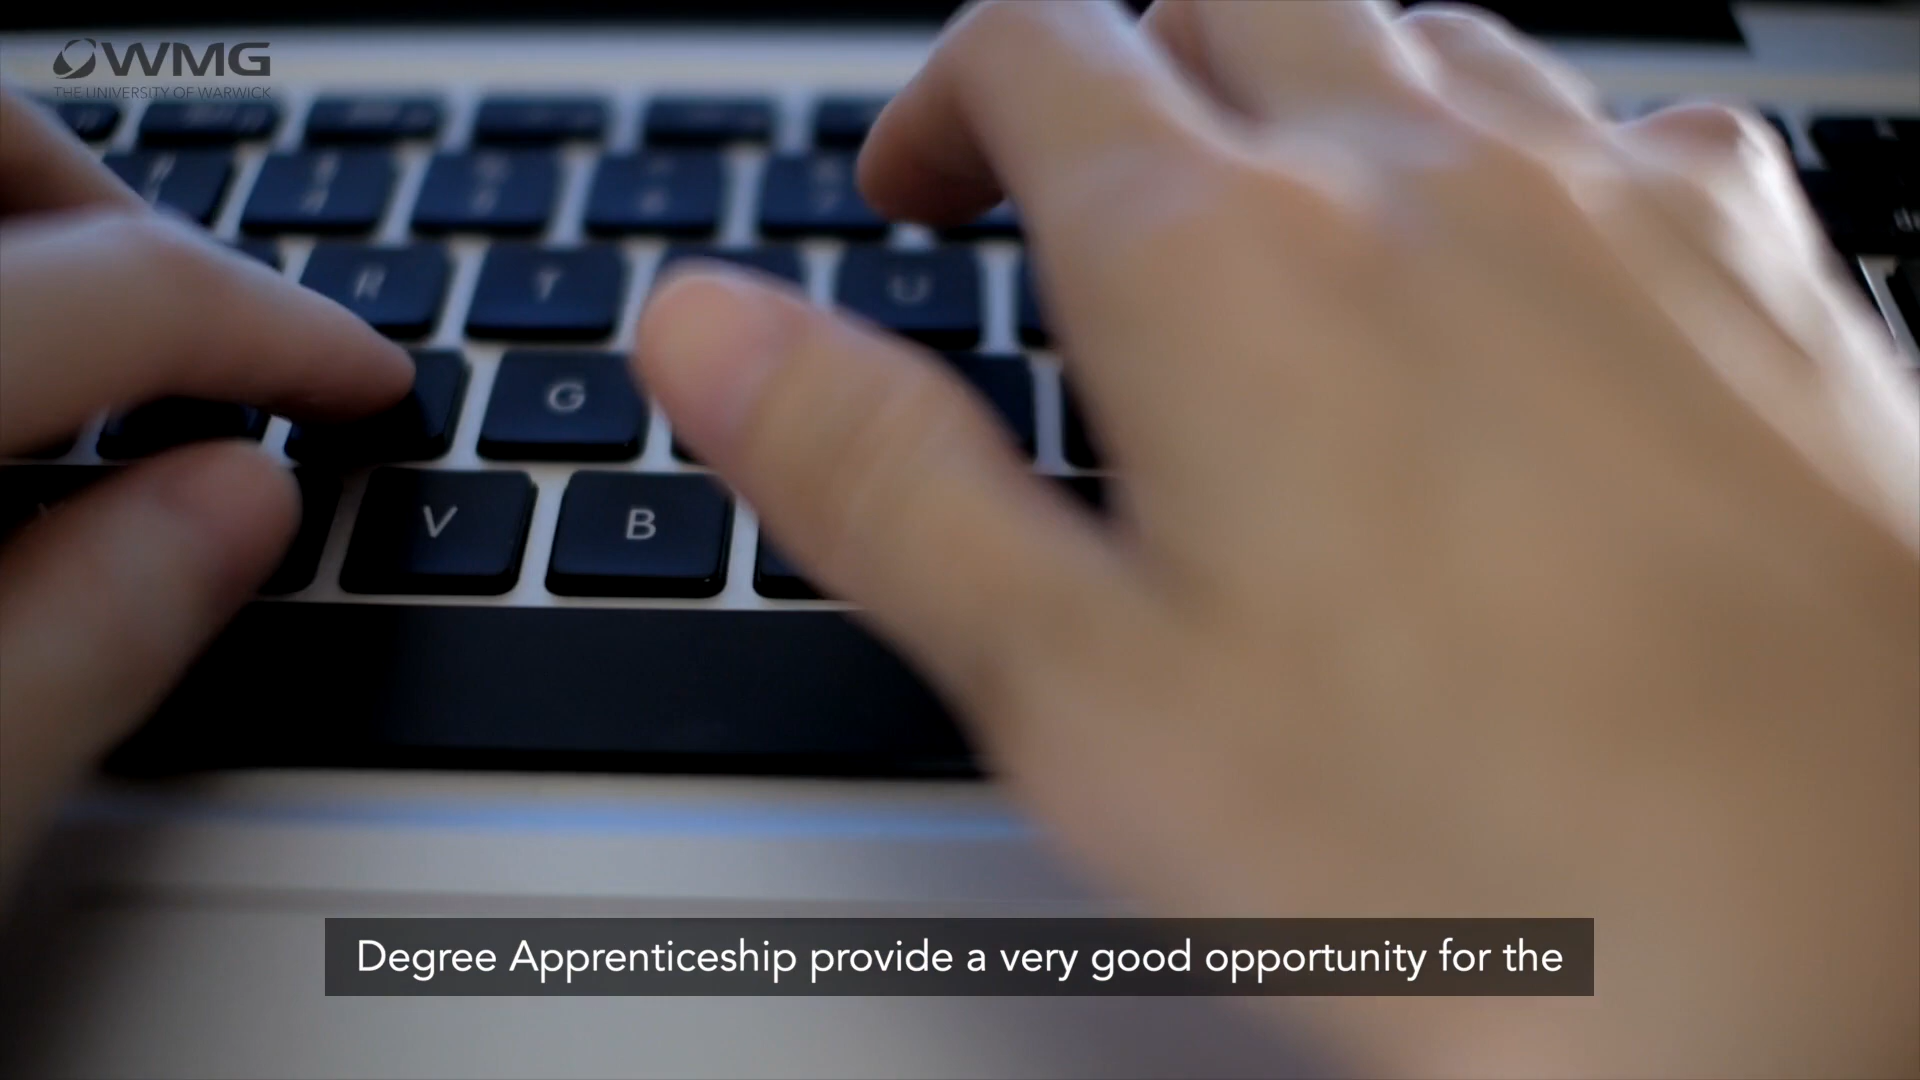 WMG
THE UNIVERSITY OF WARWICK
R T U
G
V B
Degree Apprenticeship provide a very good opportunity for the